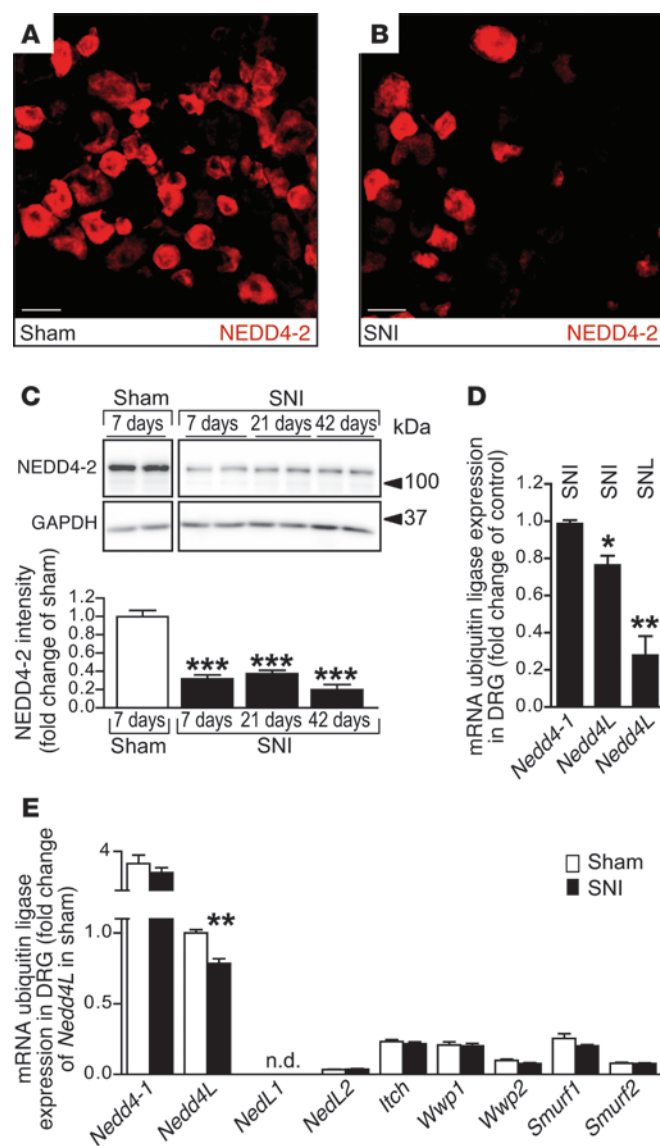 A
Sham NEDD4-2
B
SNI NEDD4-2
C
Sham SNI
7 days 7 days 21 days 42 days kDa
NEDD4-2
100
GAPDH
37
NEDD4-2 intensity
(fold change of sham)
1.2
1.0
0.8
0.6
0.4
0.2
0.0
*** *** ***
7 days 7 days 21 days 42 days
Sham SNI
D
mRNA ubiquitin ligase expression
in DRG (fold change of control)
1.2
1.0
0.8
0.6
0.4
0.2
0
SNI SNI SNL
* **
Nedd4-1 Nedd4L Nedd4L
E
mRNA ubiquitin ligase
expression in DRG (fold change
of Nedd4L in sham)
4
1.0
0.5
0.0
Sham
SNI
**
n.d.
Nedd4-1 Nedd4L NedL1 NedL2 Itch Wwp1 Wwp2 Smurf1 Smurf2